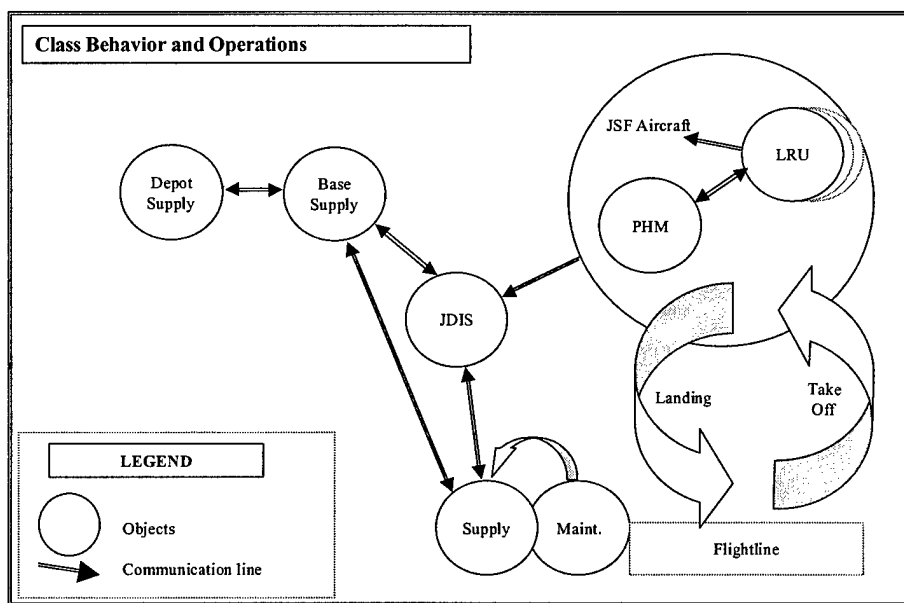 Class Behavior and Operations
JSF Aircraft
LRU
Depot
Supply
Base
Supply
PHM
JDIS
Landing
Take
Off
LEGEND
Objects
Communication line
Supply
Maint.
Flightline